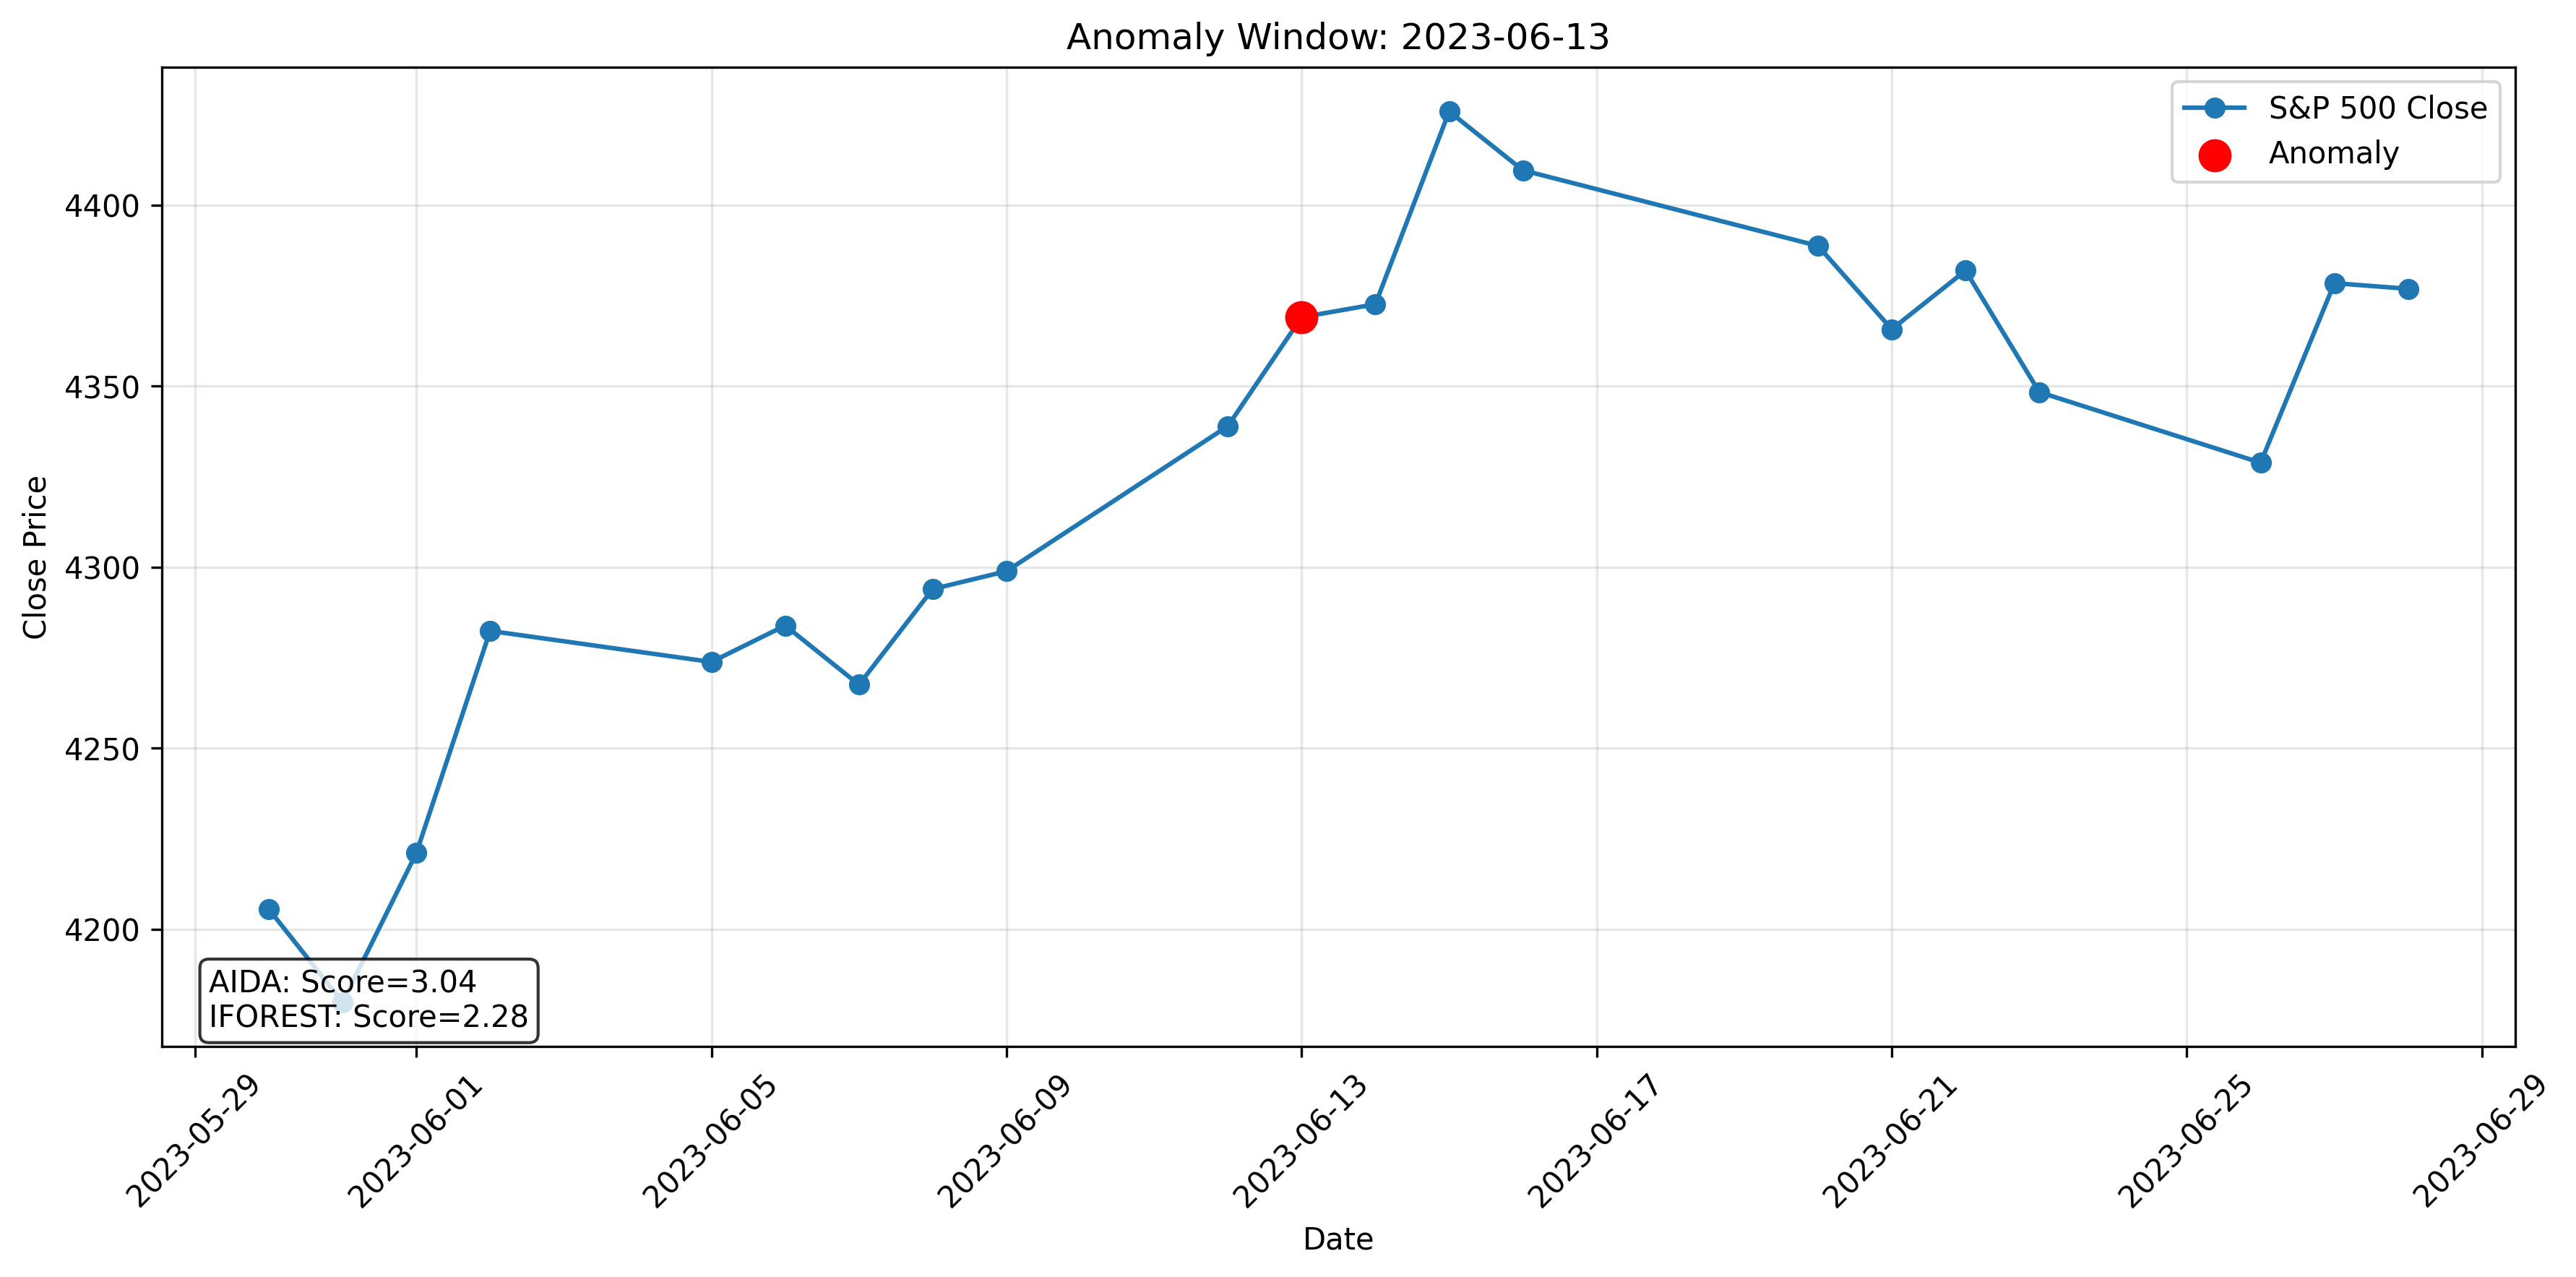 Anomaly Window: 2023-06-13
S&P 500 Close
Anomaly
Close Price
4400
4350
4300
4250
4200
AIDA: Score=3.04
IFOREST: Score=2.28
2023-05-29
2023-06-01
2023-06-05
2023-06-09
2023-06-13
2023-06-17
2023-06-21
2023-06-25
2023-06-29
Date